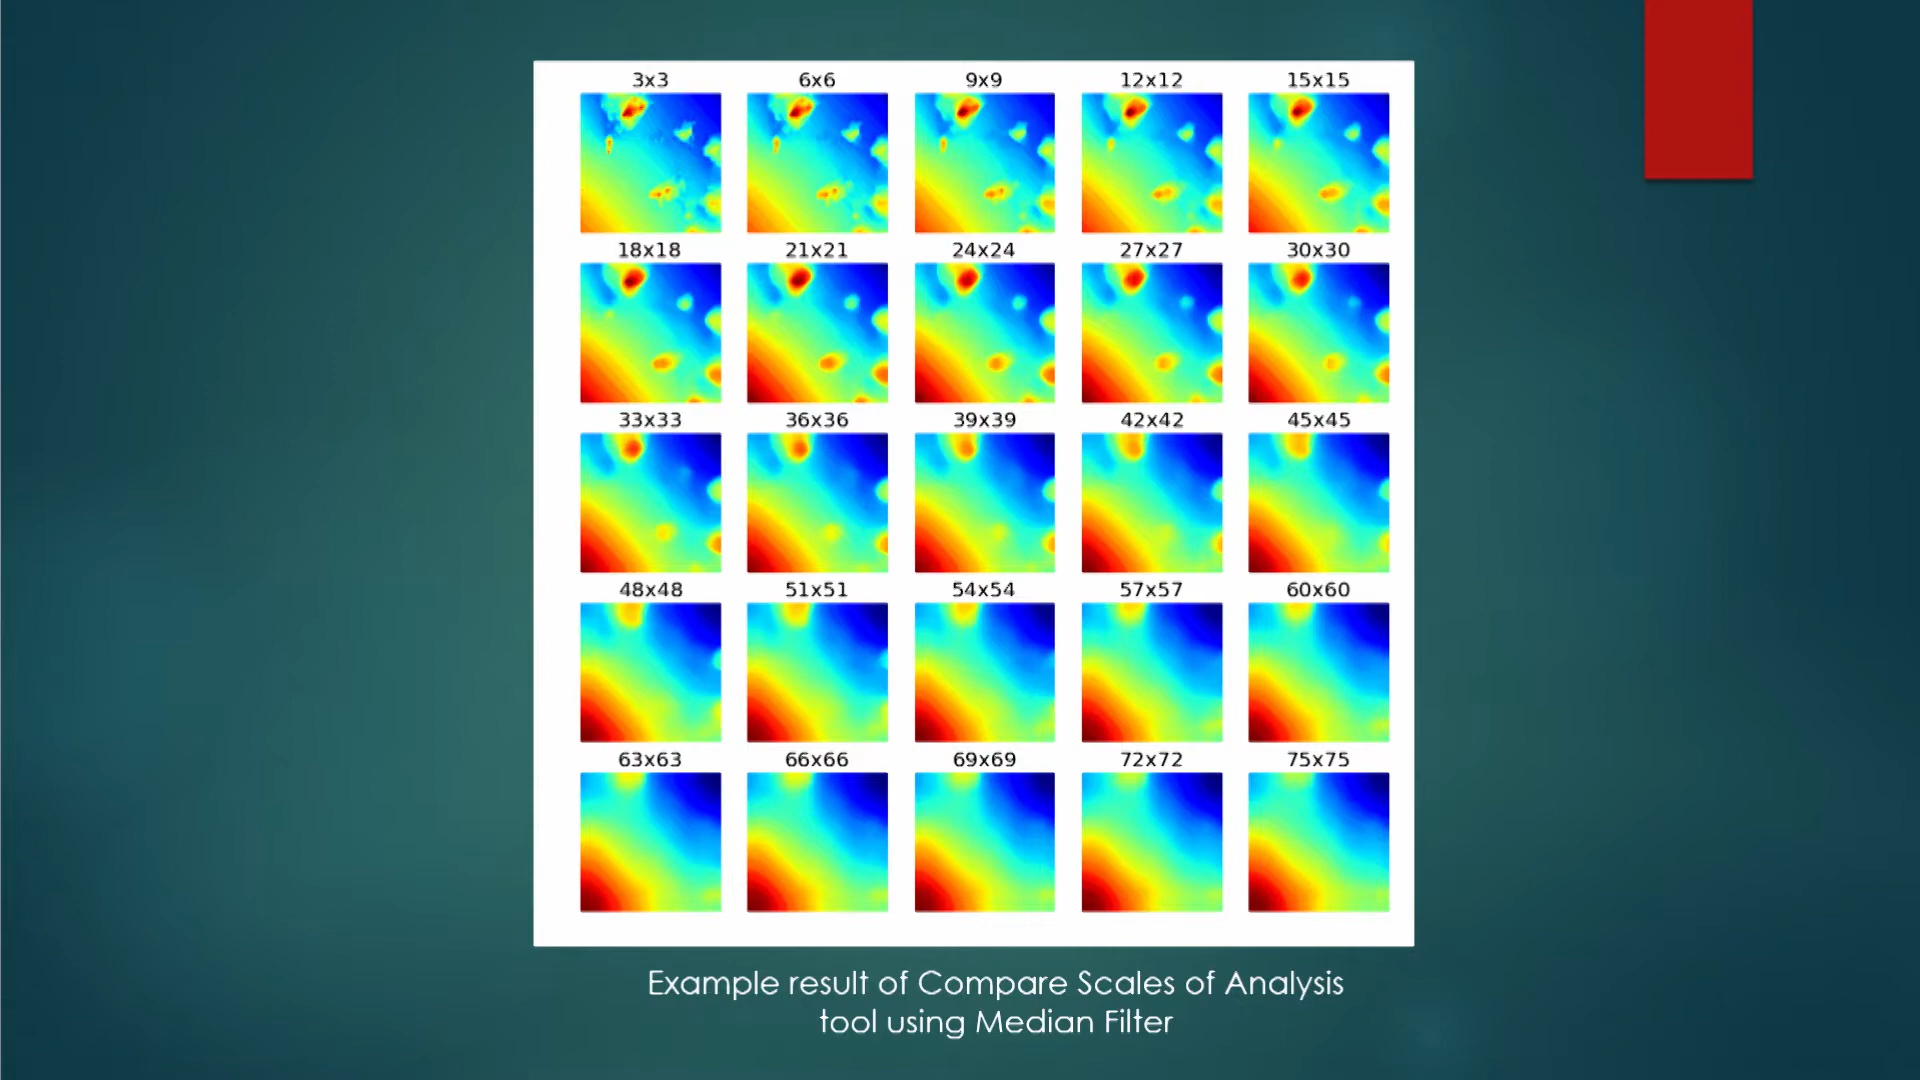 3x3 6x6 9x9 12x12 15x15
18x18 21x21 24x24 27x27 30x30
33x33 36x36 39x39 42x42 45x45
48x48 51x51 54x54 57x57 60x60
63x63 66x66 69x69 72x72 75x75
Example result of Compare Scales of Analysis
tool using Median Filter